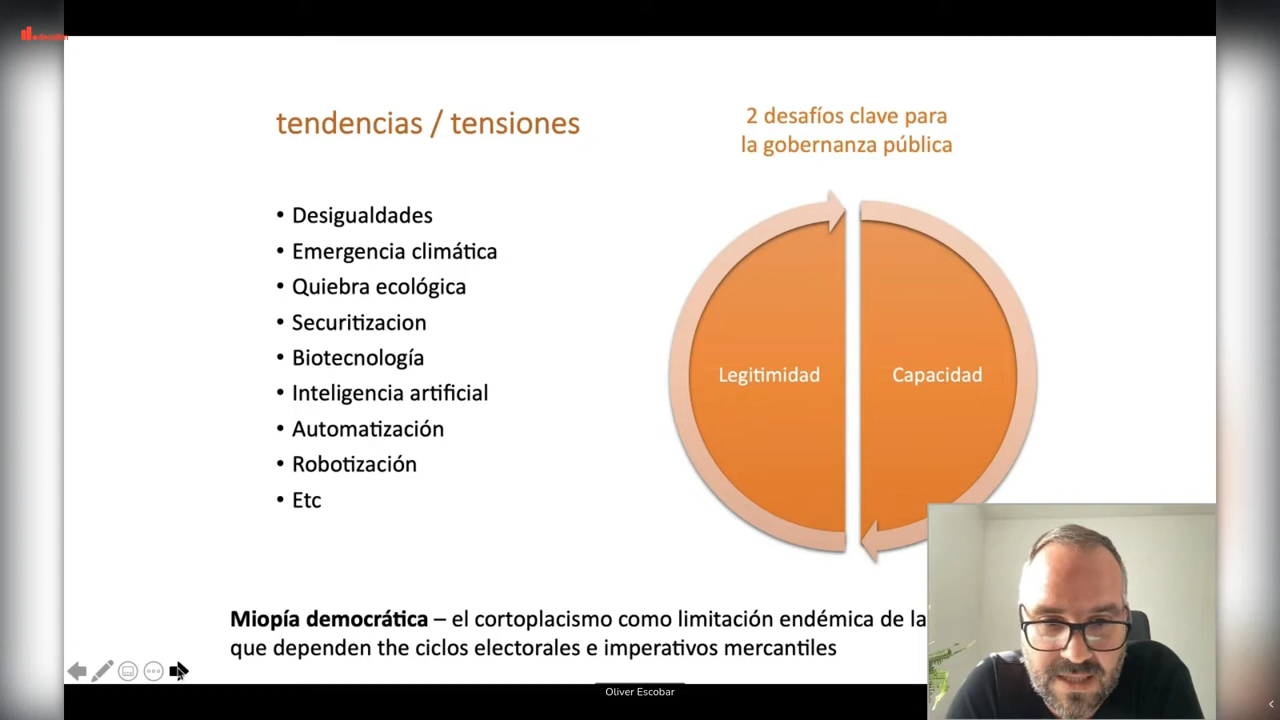 tendencias / tensiones
2 desafíos clave para
la gobernanza pública
• Desigualdades
• Emergencia climática
• Quiebra ecológica
• Securitizacion
• Biotecnología
• Inteligencia artificial
• Automatización
• Robotización
• Etc
Legitimidad
Capacidad
Miopía democrática – el cortoplacismo como limitación endémica de la
que dependen the ciclos electorales e imperativos mercantiles
Oliver Escobar